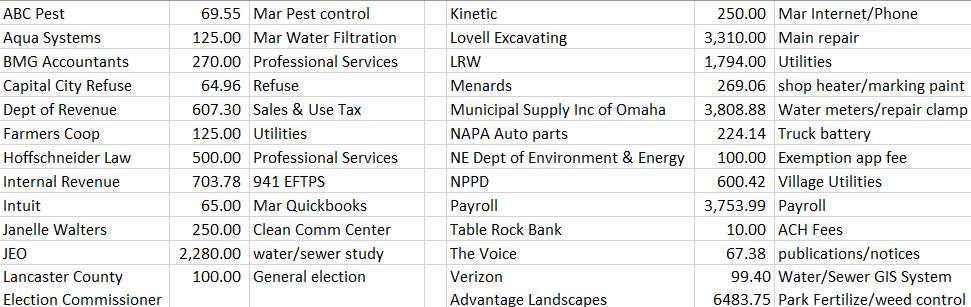 ABC Pest 69.55 Mar Pest control Kinetic 250.00 Mar Internet/Phone
Aqua Systems 125.00 Mar Water Filtration Lovell Excavating 3,310.00 Main repair
BMG Accountants 270.00 Professional Services LRW 1,794.00 Utilities
Capital City Refuse 64.96 Refuse Menards 269.06 shop heater/marking paint
Dept of Revenue 607.30 Sales & Use Tax Municipal Supply Inc of Omaha 3,808.88 Water meters/repair clamp
Farmers Coop 125.00 Utilities NAPA Auto parts 224.14 Truck battery
Hoffschneider Law 500.00 Professional Services NE Dept of Environment & Energy 100.00 Exemption app fee
Internal Revenue 703.78 941 EFTPS NPPD 600.42 Village Utilities
Intuit 65.00 Mar Quickbooks Payroll 3,753.99 Payroll
Janelle Walters 250.00 Clean Comm Center Table Rock Bank 10.00 ACH Fees
JEO 2,280.00 water/sewer study The Voice 67.38 publications/notices
Lancaster County 100.00 General election Verizon 99.40 Water/Sewer GIS System
Election Commissioner Advantage Landscapes 6483.75 Park Fertilize/weed control